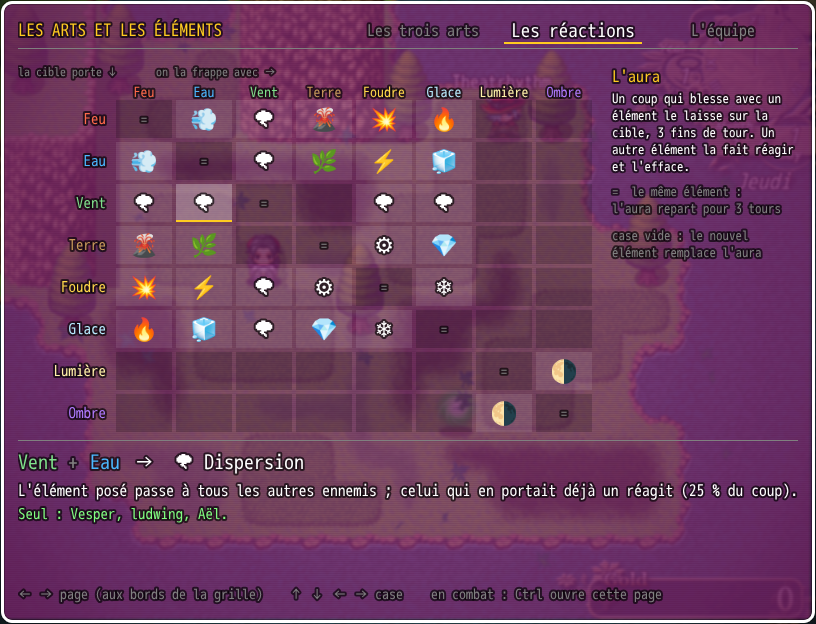 LES ARTS ET LES ÉLÉMENTS
Les trois arts
Les réactions
L'équipe
la cible porte ↓
on la frappe avec →
Feu Eau Vent Terre Foudre Glace Lumière Ombre
Feu =
Eau =
Vent =
Terre =
Foudre =
Glace =
Lumière =
Ombre =
L'aura
Un coup qui blesse avec un
élément le laisse sur la
cible, 3 fins de tour. Un
autre élément la fait réagir
et l'efface.
= le même élément :
l'aura repart pour 3 tours
case vide : le nouvel
élément remplace l'aura
Jeudi
Vent + Eau → Dispersion
L'élément posé passe à tous les autres ennemis ; celui qui en portait déjà un réagit (25 % du coup).
Seul : Vesper, ludwing, Aël.
← → page (aux bords de la grille) ↑ ↓ ← → case en combat : Ctrl ouvre cette page
0